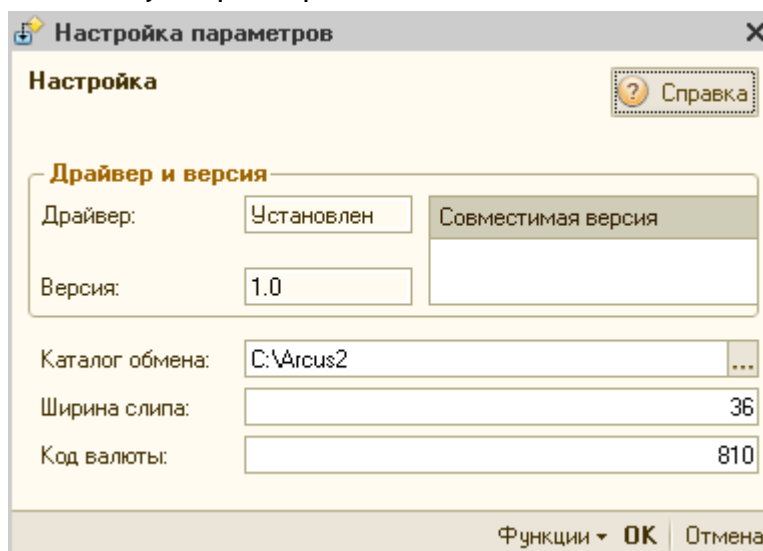 Настройка параметров
Настройка
Справка
Драйвер и версия
Драйвер: Установлен
Совместимая версия
Версия: 1.0
Каталог обмена: C:\Arcus2 ...
Ширина слипа: 36
Код валюты: 810
Функции OK Отмена